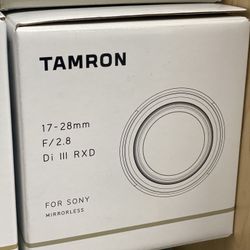 TAMRON
17-28mm
F/2.8
Di III RXD
FOR SONY
MIRRORLESS